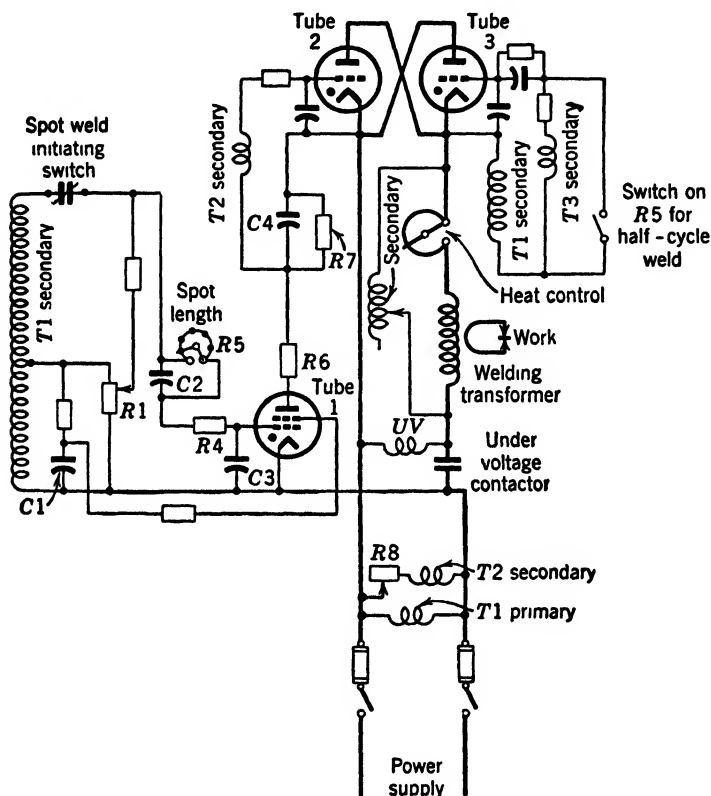 Tube
2
Tube
3
Spot weld
initiating
switch
T2 secondary
T1 secondary
T3 secondary
Switch on
R5 for
half-cycle
weld
C4
R7
Secondary
Heat control
T1 secondary
Spot
length
R5
C2
R6
Tube
1
Work
Welding
transformer
R1
R4
C3
UV
Under
voltage
contactor
C1
R8
T2 secondary
T1 primary
Power
supply